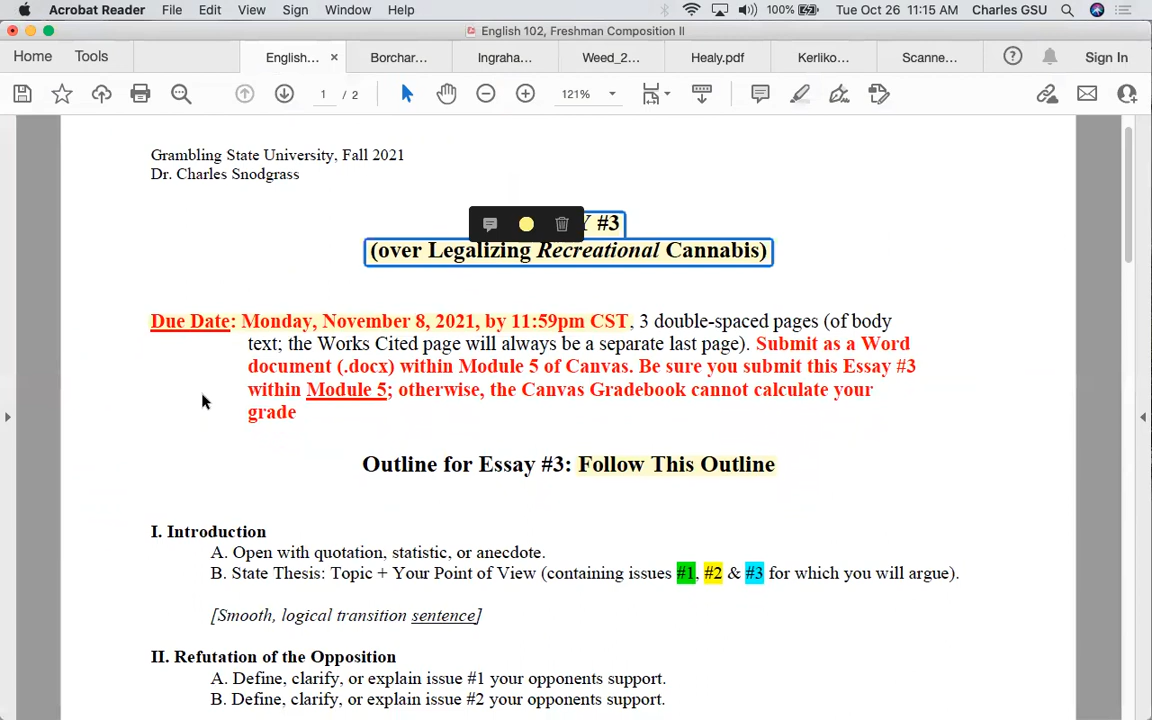 Acrobat Reader File Edit View Sign Window Help 100% Tue Oct 26 11:15 AM Charles GSU
English 102, Freshman Composition II
Home Tools English... × Borchar... Ingraha... Weed_2... Healy.pdf Kerliko... Scanne... Sign In
1 / 2 121%
Grambling State University, Fall 2021
Dr. Charles Snodgrass
#3
(over Legalizing Recreational Cannabis)
Due Date: Monday, November 8, 2021, by 11:59pm CST, 3 double-spaced pages (of body
text; the Works Cited page will always be a separate last page). Submit as a Word
document (.docx) within Module 5 of Canvas. Be sure you submit this Essay #3
within Module 5; otherwise, the Canvas Gradebook cannot calculate your
grade
Outline for Essay #3: Follow This Outline
I. Introduction
A. Open with quotation, statistic, or anecdote.
B. State Thesis: Topic + Your Point of View (containing issues #1, #2 & #3 for which you will argue).
[Smooth, logical transition sentence]
II. Refutation of the Opposition
A. Define, clarify, or explain issue #1 your opponents support.
B. Define, clarify, or explain issue #2 your opponents support.